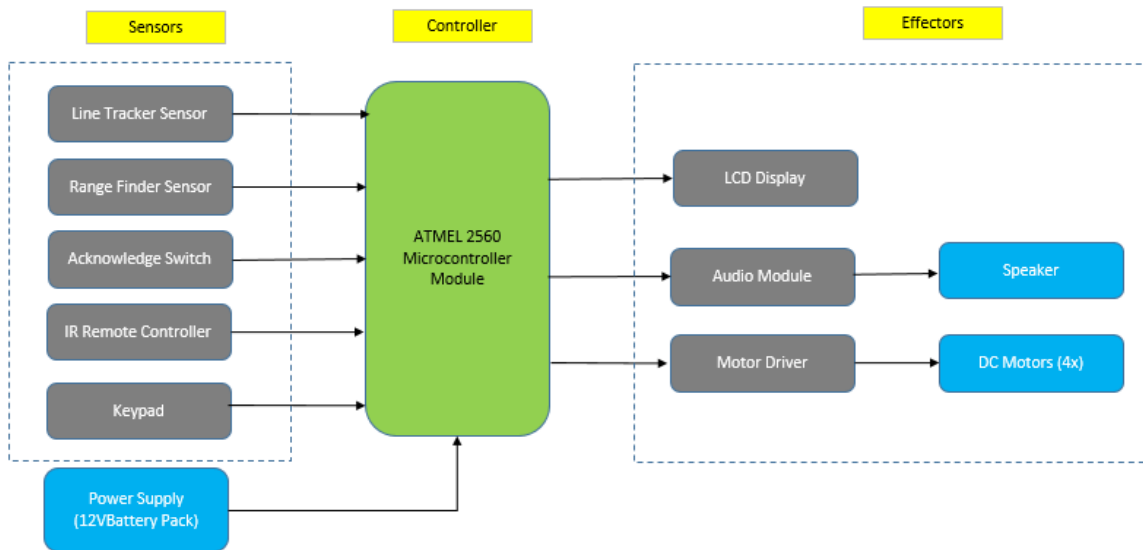 Sensors
Controller
Effectors
Line Tracker Sensor
Range Finder Sensor
Acknowledge Switch
IR Remote Controller
Keypad
Power Supply
(12VBattery Pack)
ATMEL 2560
Microcontroller
Module
LCD Display
Audio Module
Speaker
Motor Driver
DC Motors (4x)